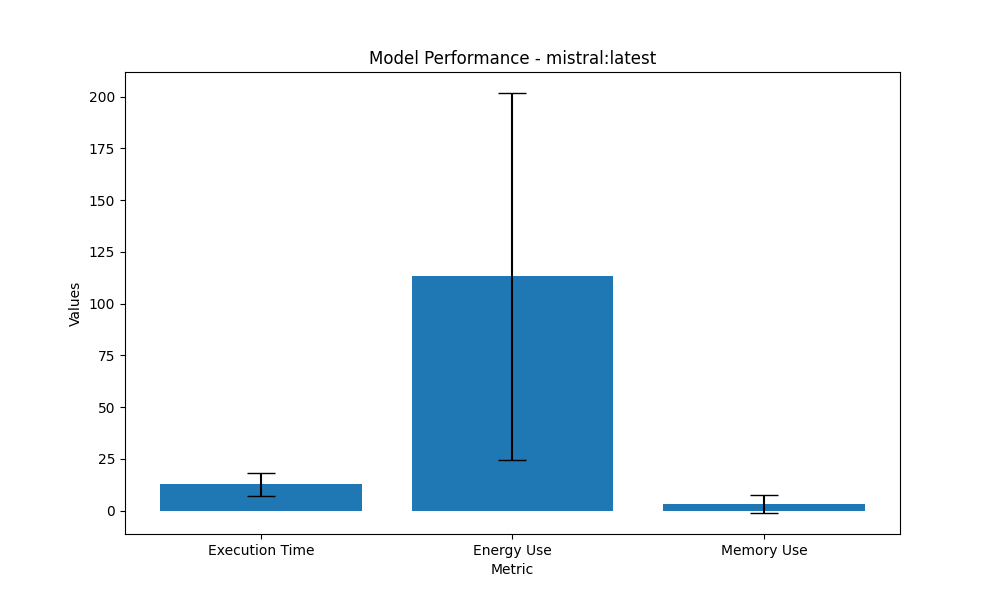 Model Performance - mistral:latest
200
175
150
125
100
75
50
25
0
Values
Execution Time
Energy Use
Memory Use
Metric